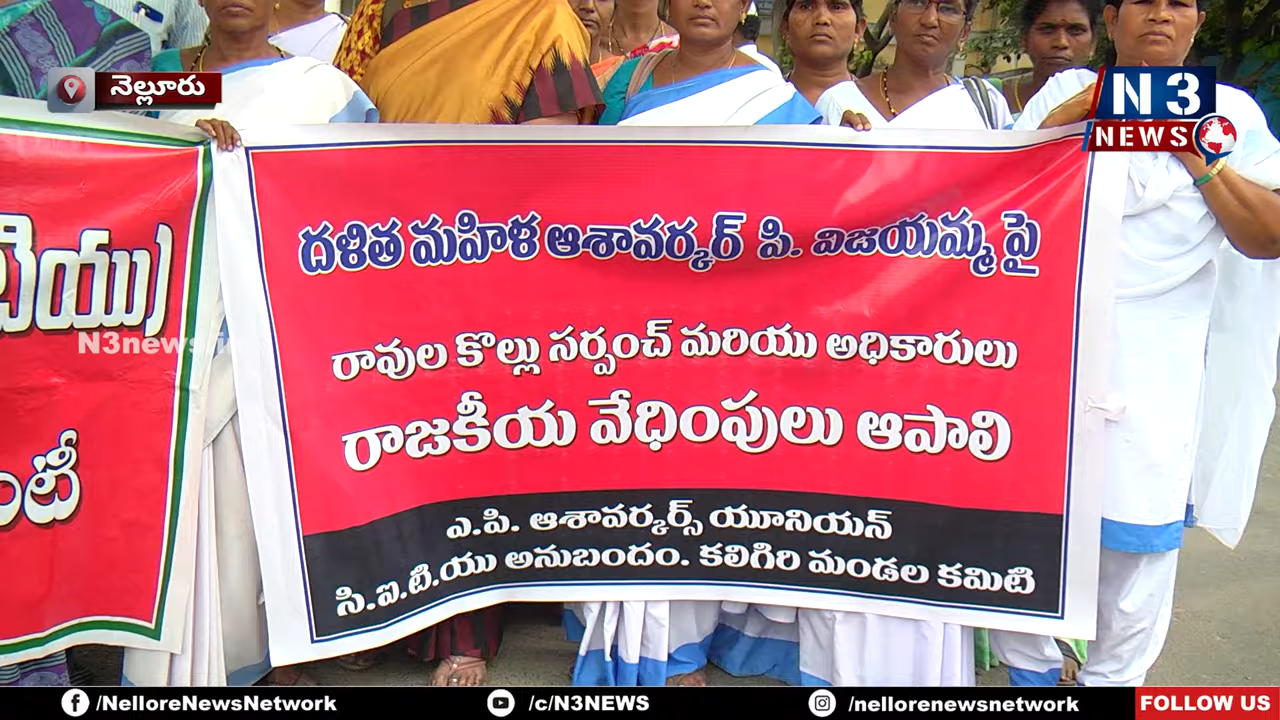 నెల్లూరు
N3
NEWS
దళిత మహిళ ఆశావర్కర్ పి. విజయమ్మ పై
రావుల కొల్లు సర్పంచ్ మరియు అధికారులు
రాజకీయ వేధింపులు ఆపాలి
ఎ.పి. ఆశావర్కర్స్ యూనియన్
సి.ఐ.టి.యు అనుబందం. కలిగిరి మండల కమిటి
/NelloreNewsNetwork
/c/N3NEWS
/nellorenewsnetwork
FOLLOW US